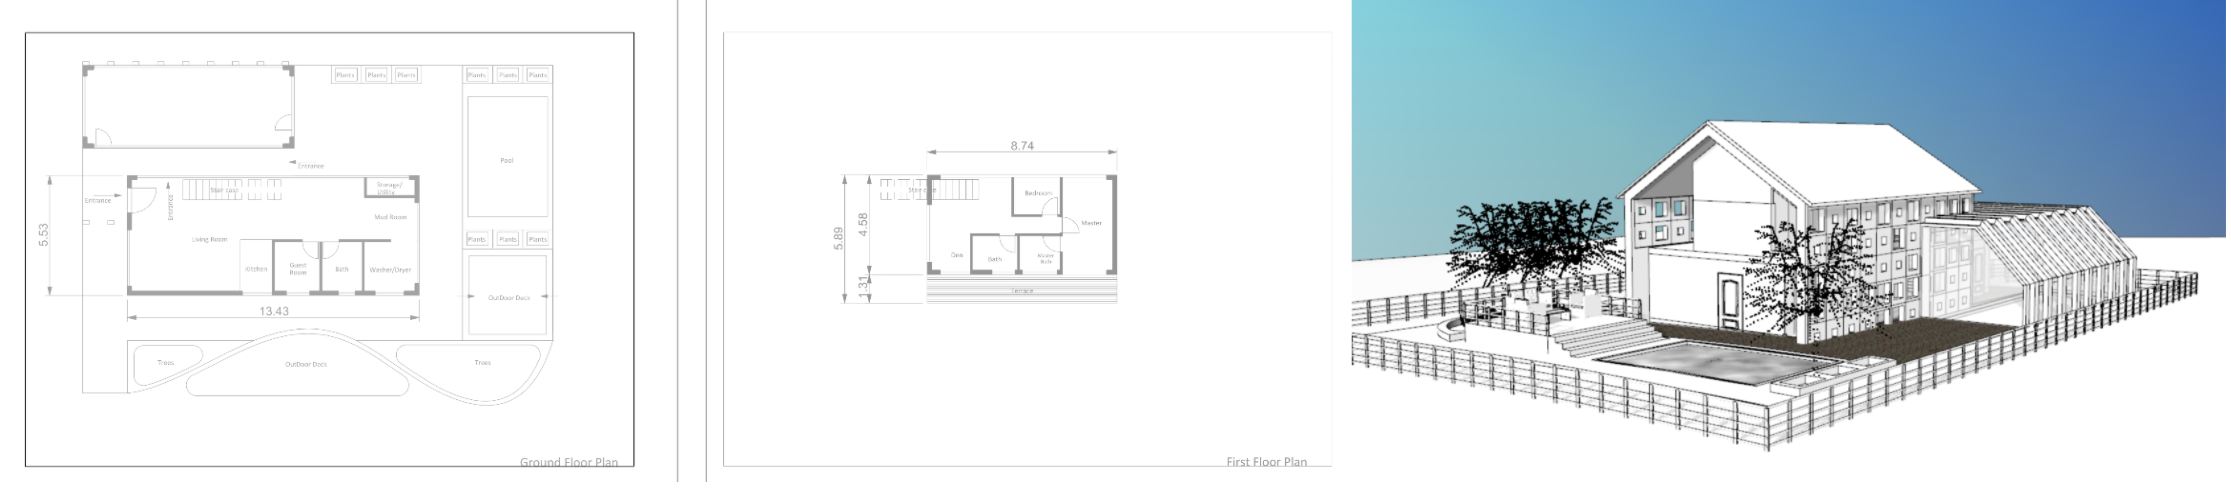 Plants Plants Plants
Plants Plants Plants
Pool
Entrance
Entrance
Entrance
Stair case
Storage/
Utility
Mud Room
5.53
Living Room
Kitchen
Guest
Room
Bath
Washer/Dryer
Plants Plants Plants
OutDoor Decs
13.43
Trees
OutDoor Decs
Trees
Ground Floor Plan
8.74
Stair case
Bedroom
4.58
5.89
Master
Den
Bath
Master
Bath
1.31
Terrace
First Floor Plan